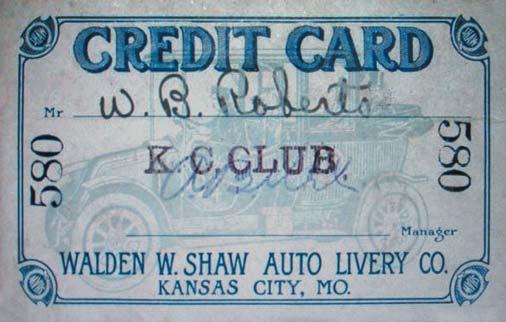 CREDIT CARD
Mr W. B. Roberts
580
K. C. CLUB.
580
Manager
WALDEN W. SHAW AUTO LIVERY CO.
KANSAS CITY, MO.